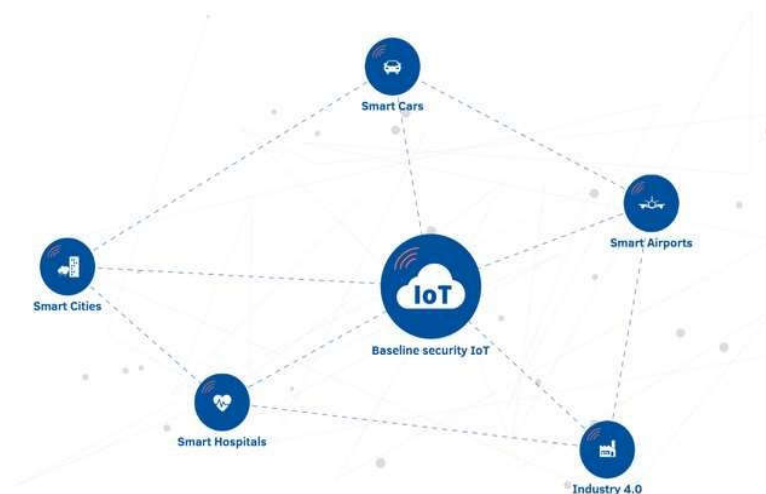 Smart Cars
Smart Airports
IoT
Smart Cities
Baseline security IoT
Smart Hospitals
Industry 4.0